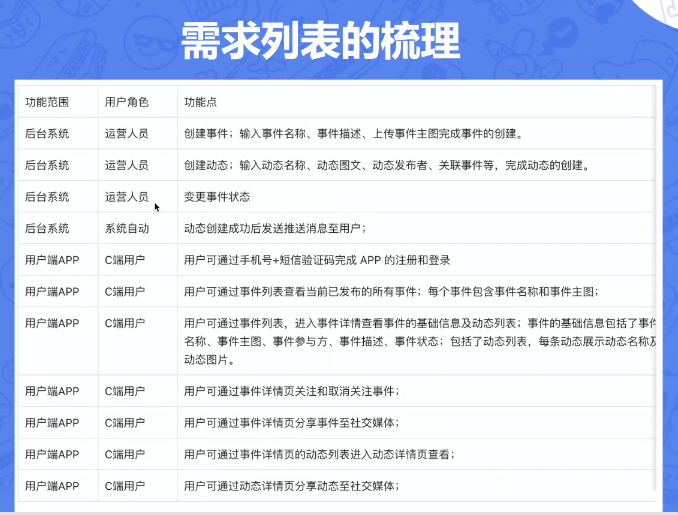 需求列表的梳理
功能范围 用户角色 功能点
后台系统 运营人员 创建事件；输入事件名称、事件描述、上传事件主图完成事件的创建。
后台系统 运营人员 创建动态；输入动态名称、动态图文、动态发布者、关联事件等，完成动态的创建。
后台系统 运营人员 变更事件状态
后台系统 系统自动 动态创建成功后发送推送消息至用户；
用户端APP C端用户 用户可通过手机号+短信验证码完成 APP 的注册和登录
用户端APP C端用户 用户可通过事件列表查看当前已发布的所有事件；每个事件包含事件名称和事件主图；
用户端APP C端用户 用户可通过事件列表，进入事件详情查看事件的基础信息及动态列表；事件的基础信息包括了事件
名称、事件主图、事件参与方、事件描述、事件状态；包括了动态列表，每条动态展示动态名称及
动态图片。
用户端APP C端用户 用户可通过事件详情页关注和取消关注事件；
用户端APP C端用户 用户可通过事件详情页分享事件至社交媒体；
用户端APP C端用户 用户可通过事件详情页的动态列表进入动态详情页查看；
用户端APP C端用户 用户可通过动态详情页分享动态至社交媒体；